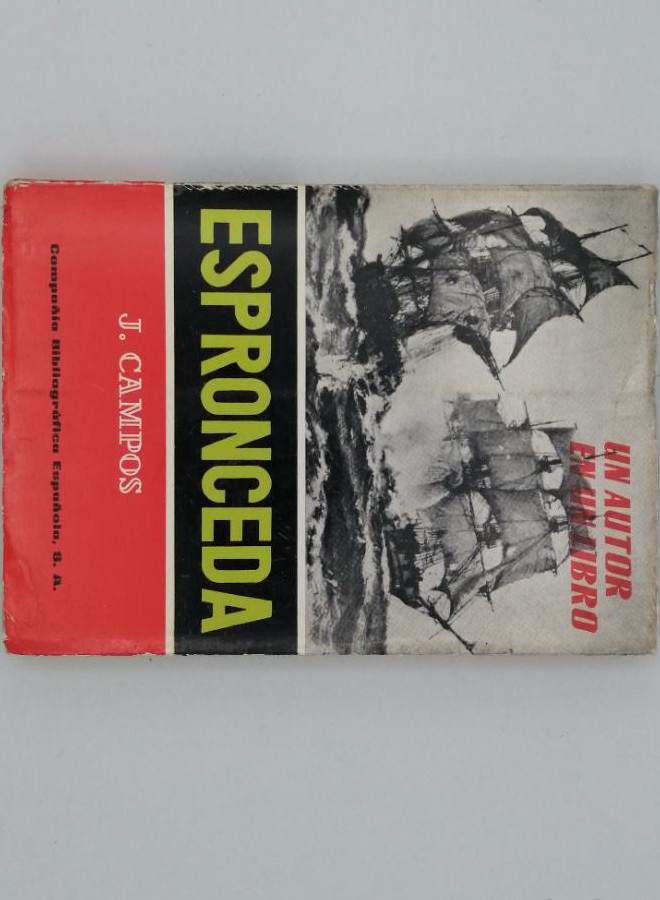 UN AUTOR
EN UN LIBRO
ESPRONCEDA
J. CAMPOS
Compañía Bibliográfica Española, S. A.